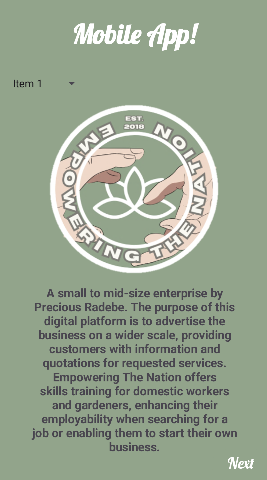 Mobile App!
Item 1
EST.
2018
EMPOWERING THE NATION
A small to mid-size enterprise by
Precious Radebe. The purpose of this
digital platform is to advertise the
business on a wider scale, providing
customers with information and
quotations for requested services.
Empowering The Nation offers
skills training for domestic workers
and gardeners, enhancing their
employability when searching for a
job or enabling them to start their own
business.
Next